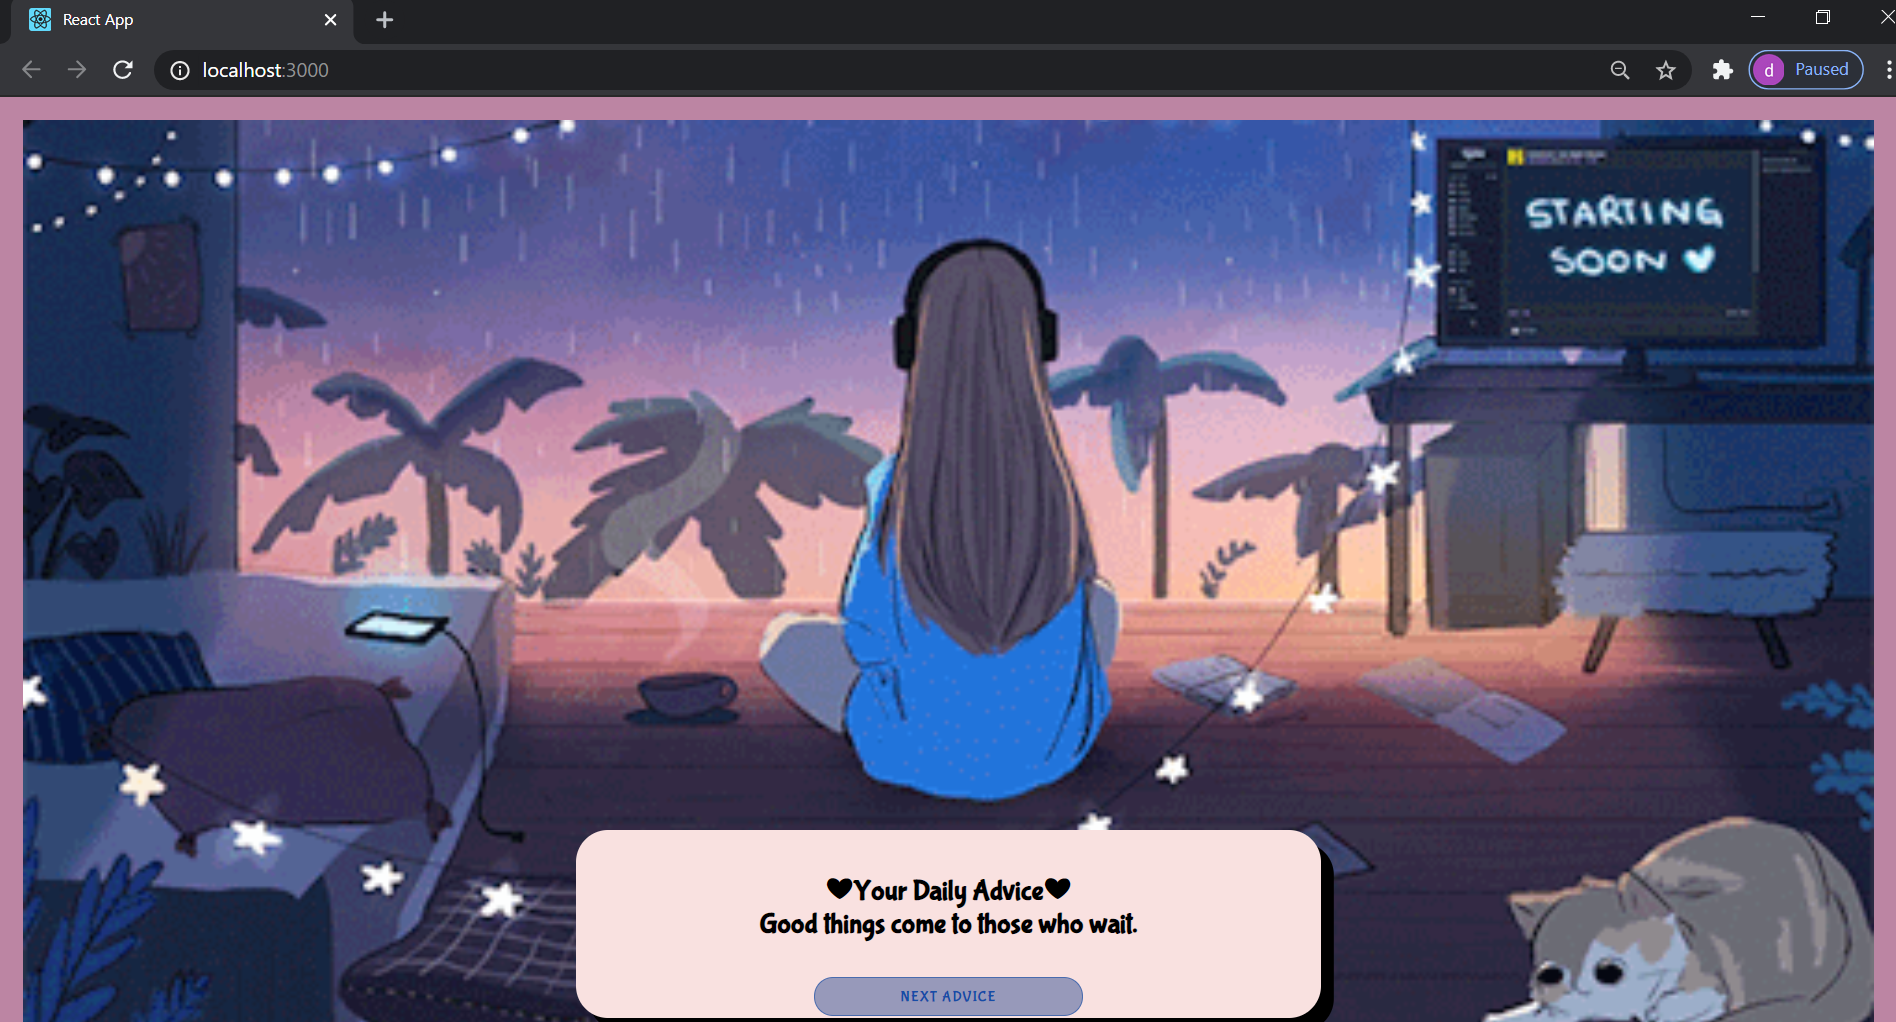 React App
localhost:3000
d Paused
STARTING
SOON
🖤Your Daily Advice🖤
Good things come to those who wait.
NEXT ADVICE